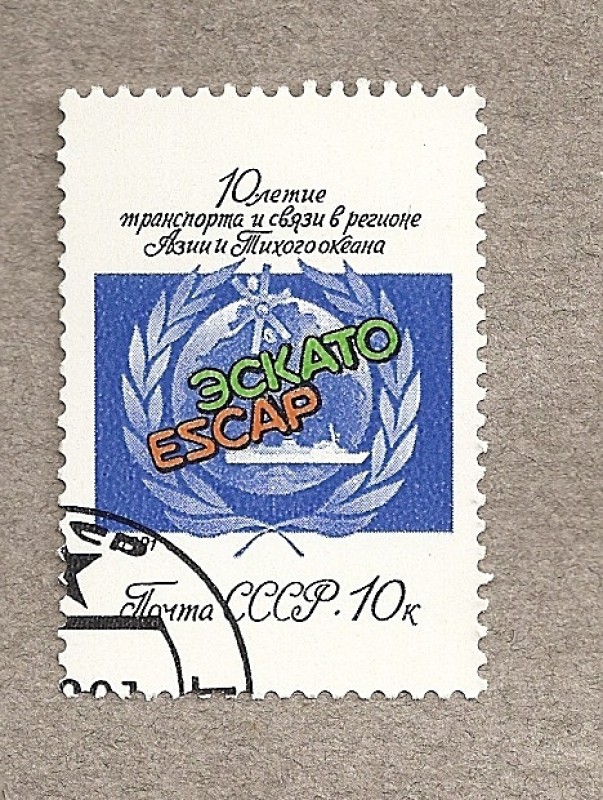 10летие
транспорта и связи в регионе
Азии и Тихого океана
ЭСКАТО
ESCAP
Почта СССР·10к